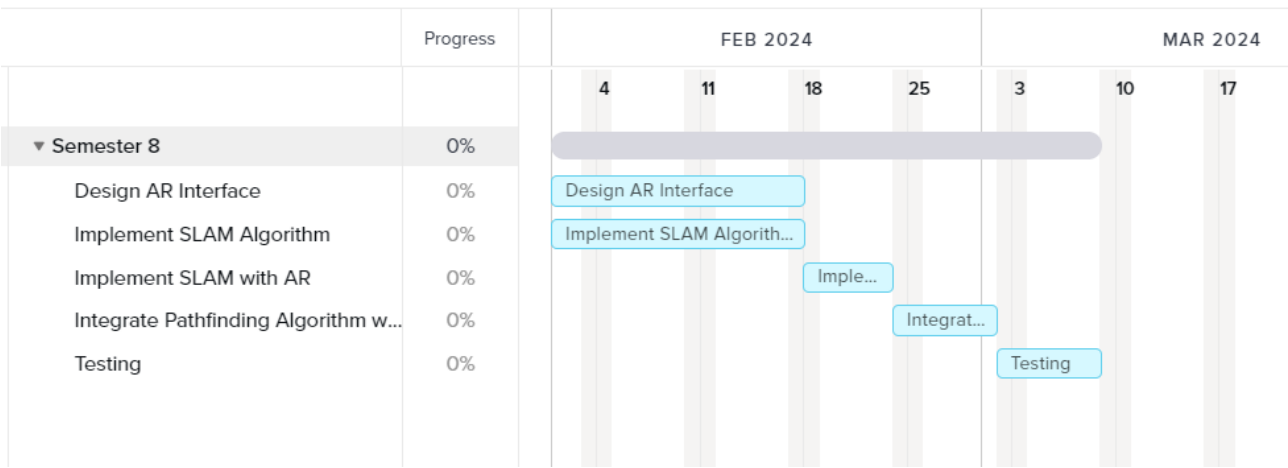 Progress FEB 2024 MAR 2024
4 11 18 25 3 10 17
Semester 8 0%
Design AR Interface 0% Design AR Interface
Implement SLAM Algorithm 0% Implement SLAM Algorith...
Implement SLAM with AR 0% Imple...
Integrate Pathfinding Algorithm w... 0% Integrat...
Testing 0% Testing